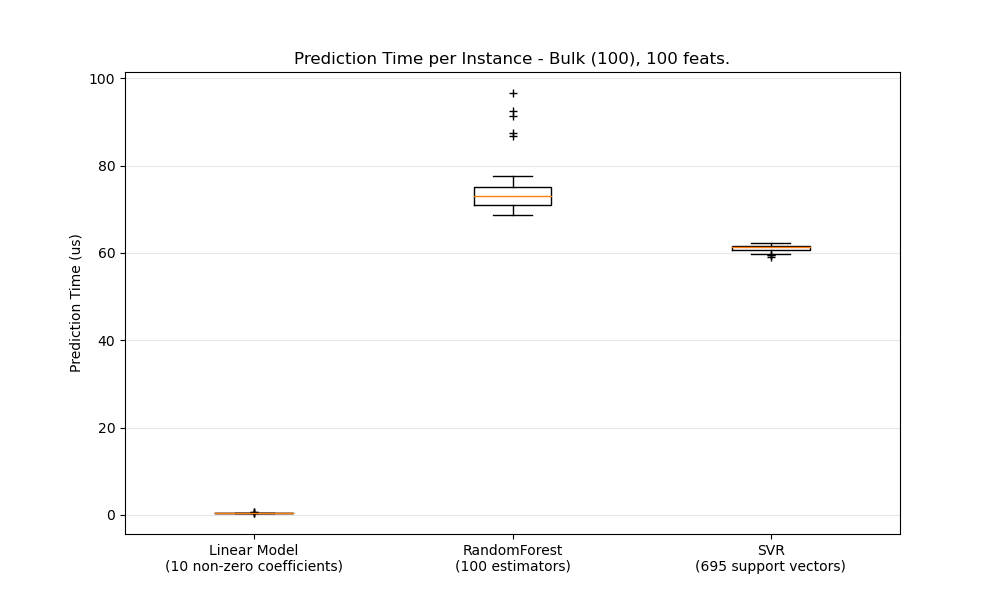 Prediction Time per Instance - Bulk (100), 100 feats.
100
80
60
40
20
0
Prediction Time (us)
Linear Model
(10 non-zero coefficients)
RandomForest
(100 estimators)
SVR
(695 support vectors)